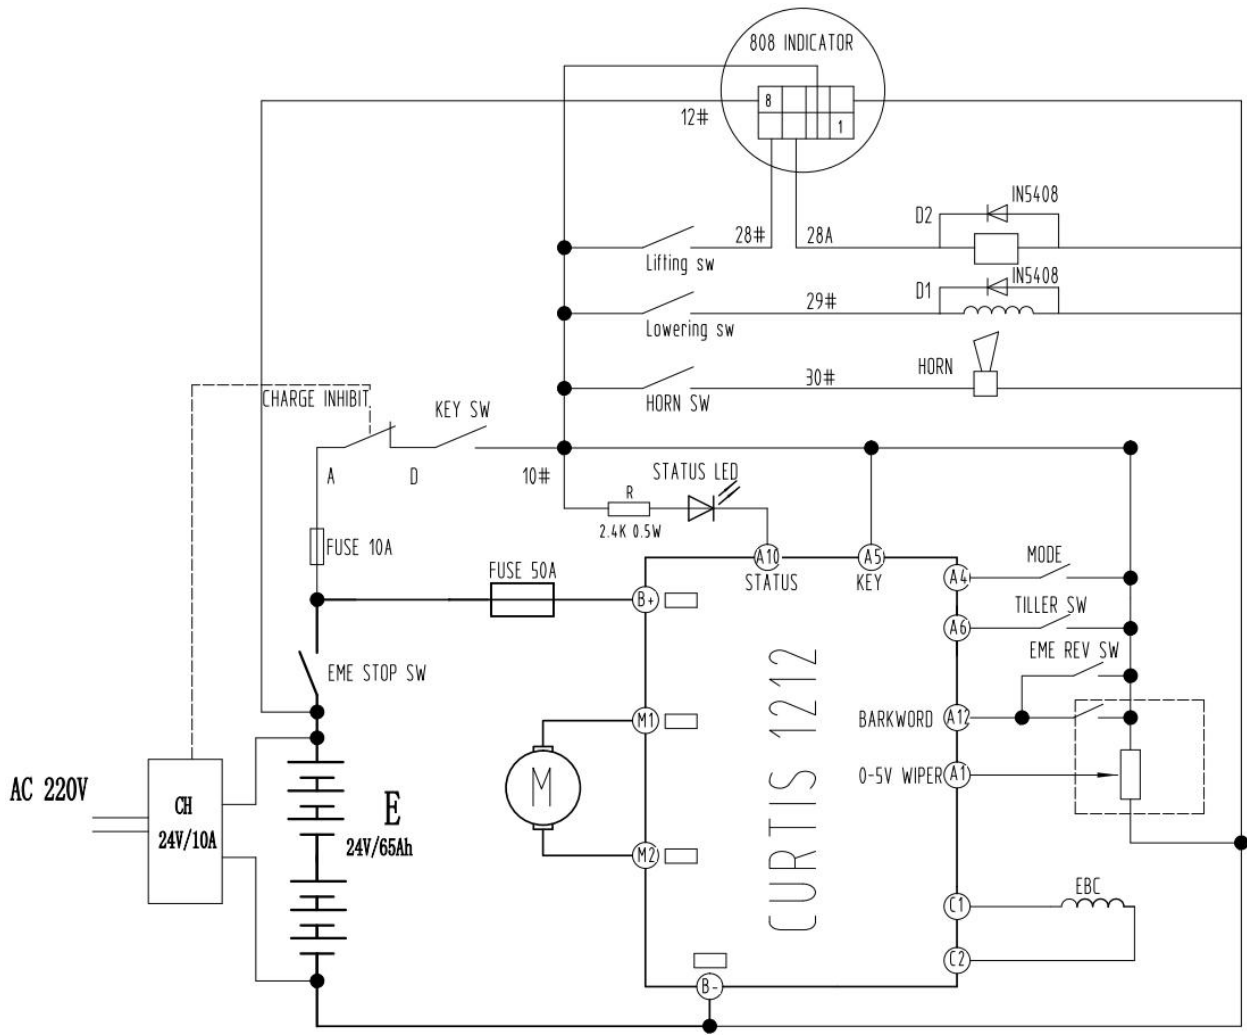 808 INDICATOR
8
12#
1
IN5408
D2
28#
28A
Lifting sw
IN5408
D1
29#
Lowering sw
HORN
30#
CHARGE INHIBIT
KEY SW
HORN SW
A
D
10#
STATUS LED
R
2.4K 0.5W
FUSE 10A
FUSE 50A
A10
A5
STATUS
KEY
MODE
A4
B+
TILLER SW
A6
EME REV SW
EME STOP SW
M1
BARKWORD
A12
CURTIS 1212
0-5V WIPER
A1
AC 220V
CH
24V/10A
E
24V/65Ah
M
M2
EBC
C1
C2
B-